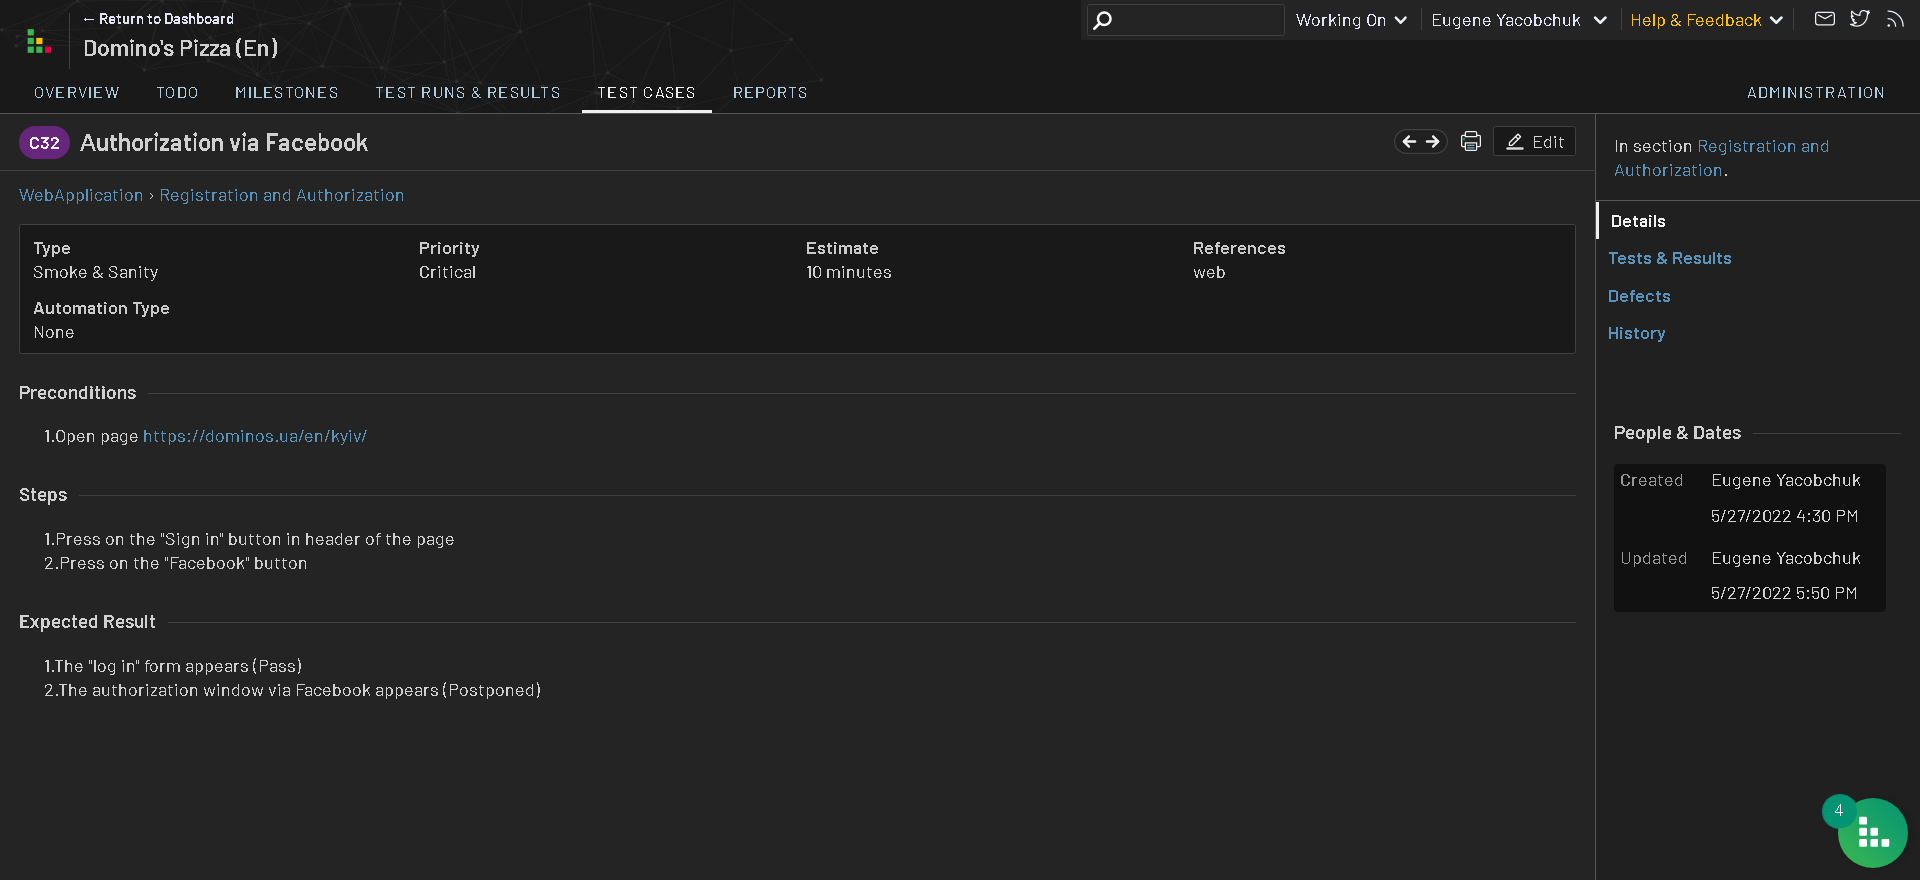 ← Return to Dashboard
Domino's Pizza (En)
Working On
Eugene Yacobchuk
Help & Feedback
OVERVIEW
TODO
MILESTONES
TEST RUNS & RESULTS
TEST CASES
REPORTS
ADMINISTRATION
C32
Authorization via Facebook
Edit
WebApplication › Registration and Authorization
Type
Smoke & Sanity
Priority
Critical
Estimate
10 minutes
References
web
Automation Type
None
Preconditions
1.Open page https://dominos.ua/en/kyiv/
Steps
1.Press on the "Sign in" button in header of the page
2.Press on the "Facebook" button
Expected Result
1.The "log in" form appears (Pass)
2.The authorization window via Facebook appears (Postponed)
In section Registration and
Authorization.
Details
Tests & Results
Defects
History
People & Dates
Created
Eugene Yacobchuk
5/27/2022 4:30 PM
Updated
Eugene Yacobchuk
5/27/2022 5:50 PM
4